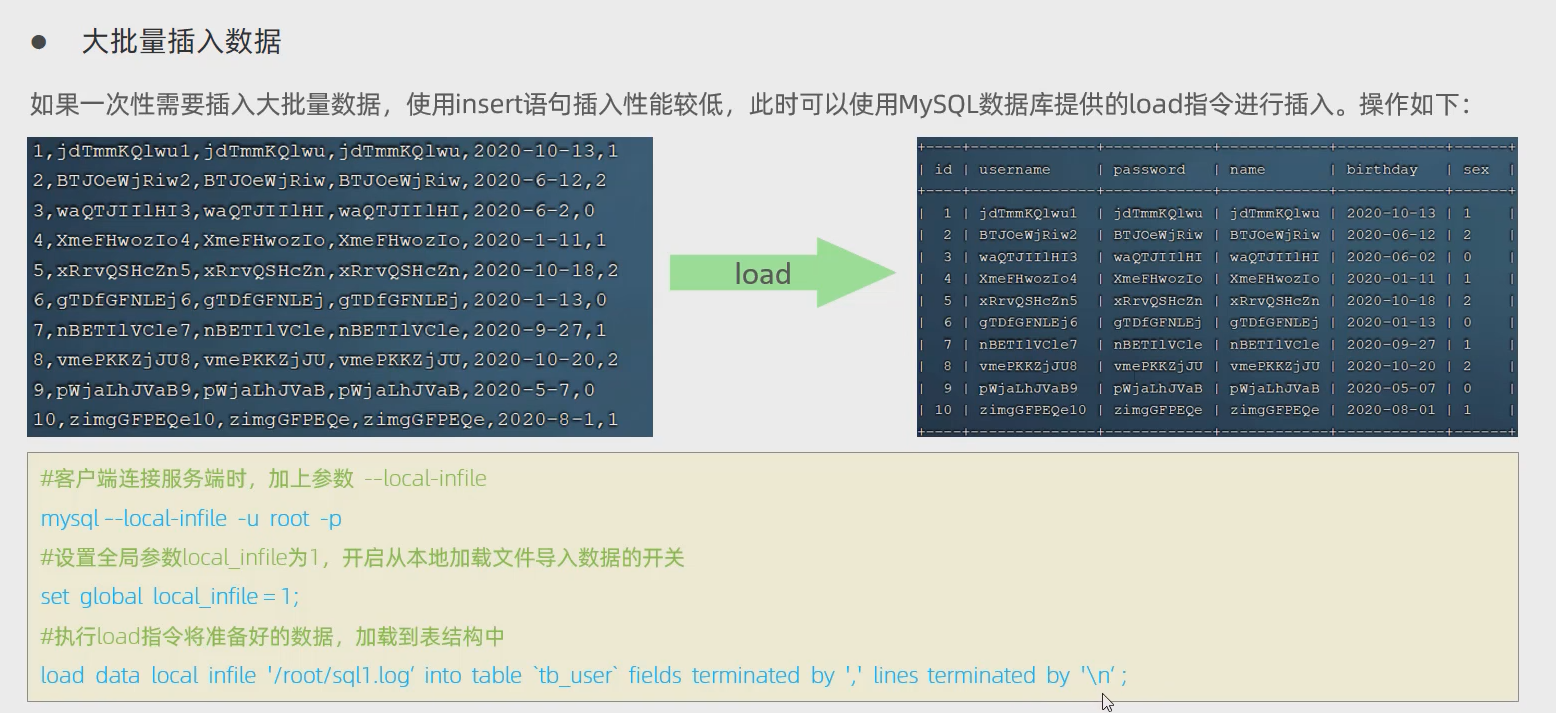 ● 大批量插入数据
如果一次性需要插入大批量数据，使用insert语句插入性能较低，此时可以使用MySQL数据库提供的load指令进行插入。操作如下：
1,jdTmmKQlwu1,jdTmmKQlwu,jdTmmKQlwu,2020-10-13,1
2,BTJOeWjRiw2,BTJOeWjRiw,BTJOeWjRiw,2020-6-12,2
3,waQTJIIlHI3,waQTJIIlHI,waQTJIIlHI,2020-6-2,0
4,XmeFHwozIo4,XmeFHwozIo,XmeFHwozIo,2020-1-11,1
5,xRrvQSHcZn5,xRrvQSHcZn,xRrvQSHcZn,2020-10-18,2
6,gTDfGFNLEj6,gTDfGFNLEj,gTDfGFNLEj,2020-1-13,0
7,nBETIlVCle7,nBETIlVCle,nBETIlVCle,2020-9-27,1
8,vmePKKZjJU8,vmePKKZjJU,vmePKKZjJU,2020-10-20,2
9,pWjaLhJVaB9,pWjaLhJVaB,pWjaLhJVaB,2020-5-7,0
10,zimgGFPEQe10,zimgGFPEQe,zimgGFPEQe,2020-8-1,1
load
| id | username | password | name | birthday | sex |
| 1 | jdTmmKQlwu1 | jdTmmKQlwu | jdTmmKQlwu | 2020-10-13 | 1 |
| 2 | BTJOeWjRiw2 | BTJOeWjRiw | BTJOeWjRiw | 2020-06-12 | 2 |
| 3 | waQTJIIlHI3 | waQTJIIlHI | waQTJIIlHI | 2020-06-02 | 0 |
| 4 | XmeFHwozIo4 | XmeFHwozIo | XmeFHwozIo | 2020-01-11 | 1 |
| 5 | xRrvQSHcZn5 | xRrvQSHcZn | xRrvQSHcZn | 2020-10-18 | 2 |
| 6 | gTDfGFNLEj6 | gTDfGFNLEj | gTDfGFNLEj | 2020-01-13 | 0 |
| 7 | nBETIlVCle7 | nBETIlVCle | nBETIlVCle | 2020-09-27 | 1 |
| 8 | vmePKKZjJU8 | vmePKKZjJU | vmePKKZjJU | 2020-10-20 | 2 |
| 9 | pWjaLhJVaB9 | pWjaLhJVaB | pWjaLhJVaB | 2020-05-07 | 0 |
| 10 | zimgGFPEQe10 | zimgGFPEQe | zimgGFPEQe | 2020-08-01 | 1 |
#客户端连接服务端时，加上参数 --local-infile
mysql --local-infile -u root -p
#设置全局参数local_infile为1，开启从本地加载文件导入数据的开关
set global local_infile = 1;
#执行load指令将准备好的数据，加载到表结构中
load data local infile '/root/sql1.log' into table `tb_user` fields terminated by ',' lines terminated by '\n' ;